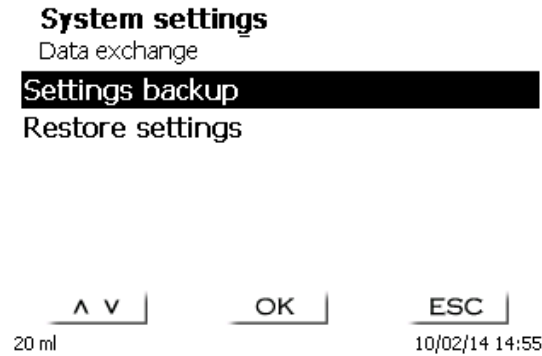 System settings
Data exchange
Settings backup
Restore settings
∧ ∨ OK ESC
20 ml 10/02/14 14:55